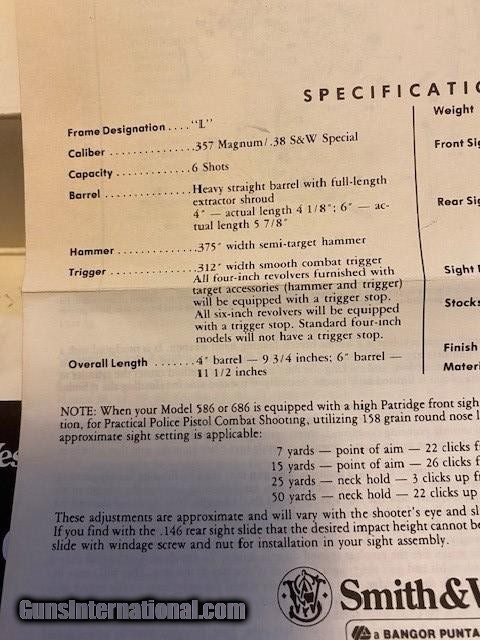 SPECIFICATIO
Frame Designation .... "L"
Caliber .............. .357 Magnum/.38 S&W Special
Capacity ............. 6 Shots
Barrel ............... Heavy straight barrel with full-length
extractor shroud
4" — actual length 4 1/8"; 6" — ac-
tual length 5 7/8"
Hammer ............... .375" width semi-target hammer
Trigger .............. .312" width smooth combat trigger
All four-inch revolvers furnished with
target accessories (hammer and trigger)
will be equipped with a trigger stop.
All six-inch revolvers will be equipped
with a trigger stop. Standard four-inch
models will not have a trigger stop.
Overall Length ....... 4" barrel — 9 3/4 inches; 6" barrel —
11 1/2 inches
Weight
Front Sig
Rear Sig
Sight
Stocks
Finish
Materi
NOTE: When your Model 586 or 686 is equipped with a high Patridge front sigh
tion, for Practical Police Pistol Combat Shooting, utilizing 158 grain round nose l
approximate sight setting is applicable:
7 yards — point of aim — 22 clicks f
15 yards — point of aim — 26 clicks f
25 yards — neck hold — 3 clicks up f
50 yards — neck hold — 22 clicks up
These adjustments are approximate and will vary with the shooter's eye and sl
If you find with the .146 rear sight slide that the desired impact height cannot be
slide with windage screw and nut for installation in your sight assembly.
Smith&W
a BANGOR PUNTA
GunsInternational.com